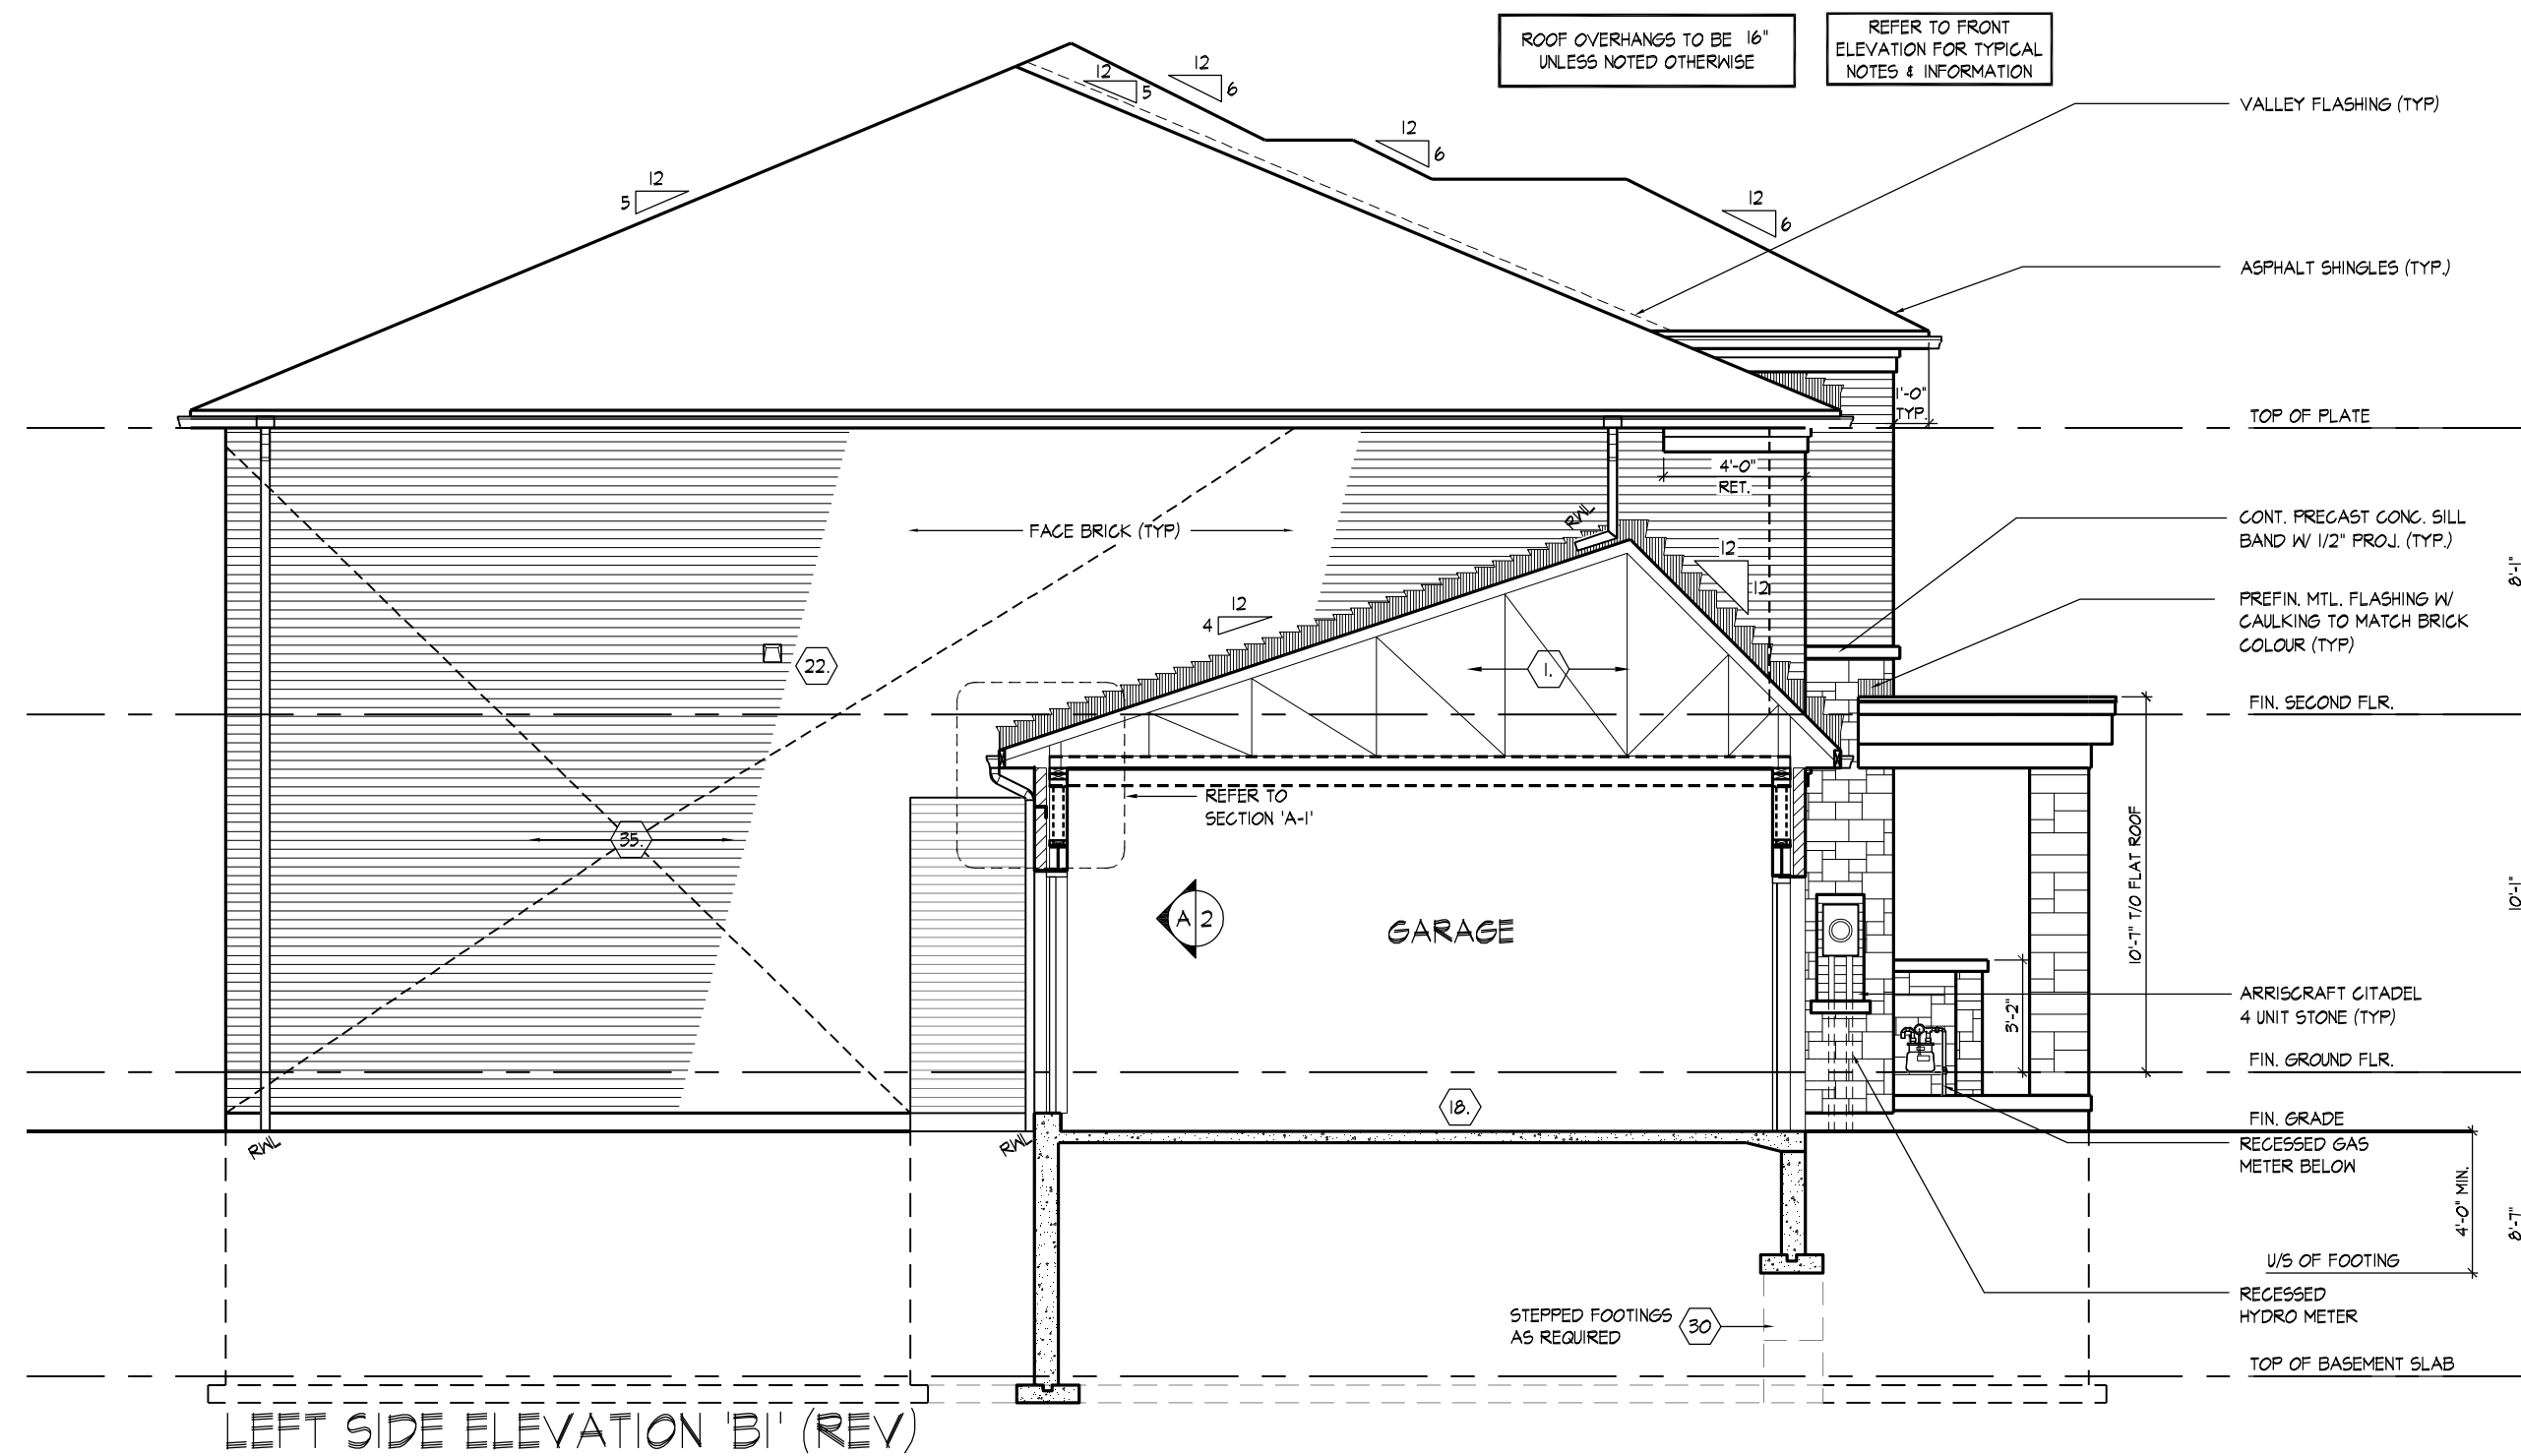 ROOF OVERHANGS TO BE 16"
UNLESS NOTED OTHERWISE
REFER TO FRONT
ELEVATION FOR TYPICAL
NOTES & INFORMATION
12
5
12
6
12
6
12
6
12
5
VALLEY FLASHING (TYP)
ASPHALT SHINGLES (TYP.)
1'-0"
TYP.
TOP OF PLATE
4'-0"
RET.
FACE BRICK (TYP)
RWL
CONT. PRECAST CONC. SILL
BAND W/ 1/2" PROJ. (TYP.)
8'-1"
12
12
PREFIN. MTL. FLASHING W/
CAULKING TO MATCH BRICK
COLOUR (TYP)
12
4
22.
1.
FIN. SECOND FLR.
REFER TO
SECTION 'A-1'
35.
10'-7" T/O FLAT ROOF
10'-1"
A 2
GARAGE
ARRISCRAFT CITADEL
4 UNIT STONE (TYP)
3'-2"
FIN. GROUND FLR.
18.
FIN. GRADE
RWL
RWL
RECESSED GAS
METER BELOW
4'-0" MIN.
8'-7"
U/S OF FOOTING
RECESSED
HYDRO METER
STEPPED FOOTINGS
AS REQUIRED
30
TOP OF BASEMENT SLAB
LEFT SIDE ELEVATION 'B1' (REV)